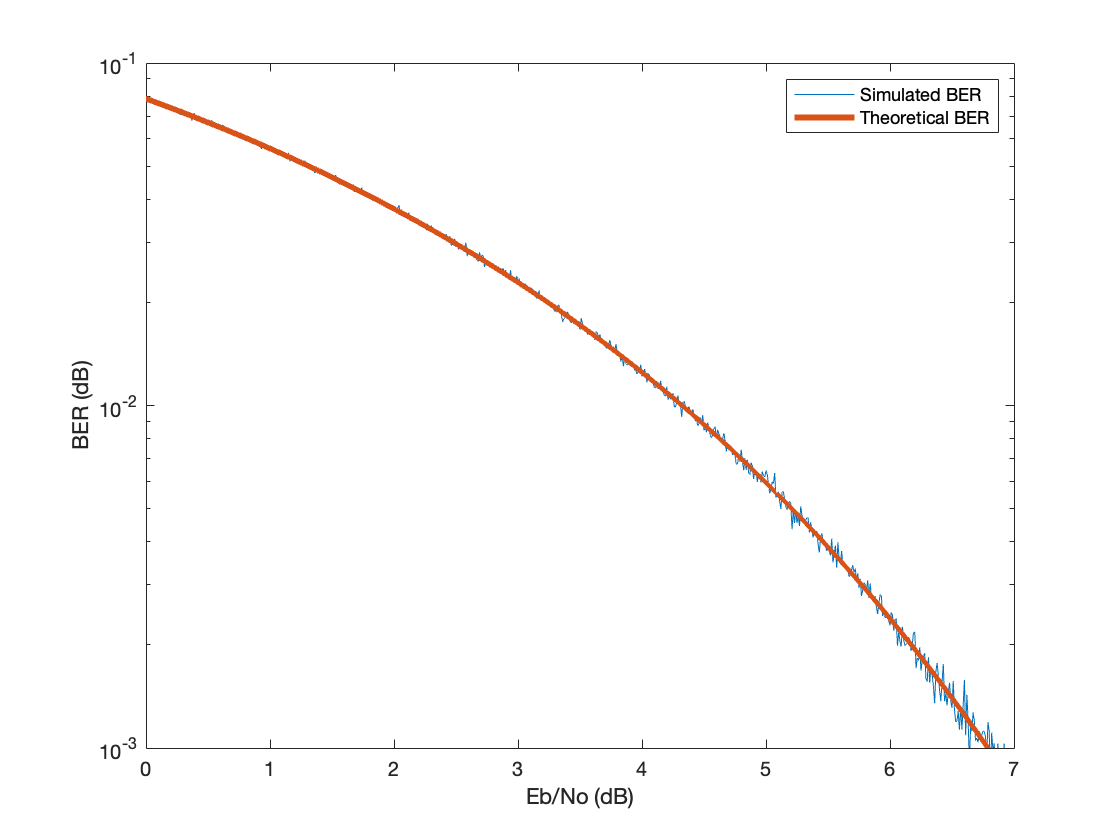 10^-1
Simulated BER
Theoretical BER
BER (dB)
10^-2
10^-3
0 1 2 3 4 5 6 7
Eb/No (dB)